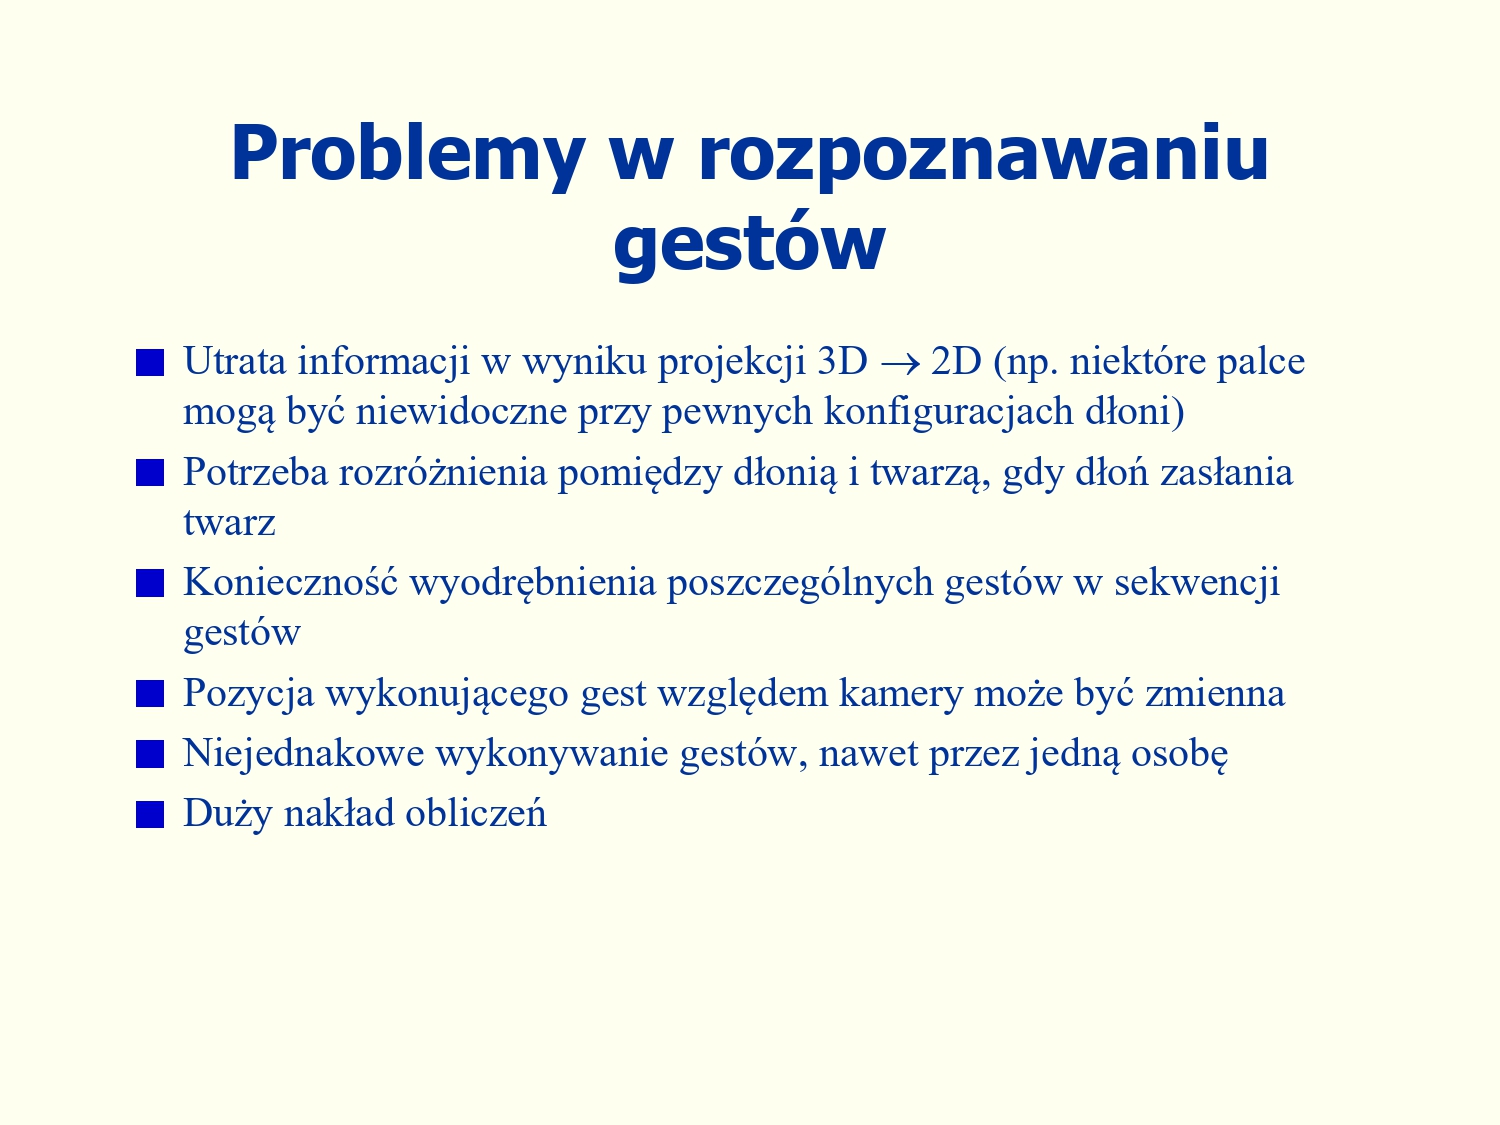 Problemy w rozpoznawaniu
gestów
Utrata informacji w wyniku projekcji 3D → 2D (np. niektóre palce
mogą być niewidoczne przy pewnych konfiguracjach dłoni)
Potrzeba rozróżnienia pomiędzy dłonią i twarzą, gdy dłoń zasłania
twarz
Konieczność wyodrębnienia poszczególnych gestów w sekwencji
gestów
Pozycja wykonującego gest względem kamery może być zmienna
Niejednakowe wykonywanie gestów, nawet przez jedną osobę
Duży nakład obliczeń